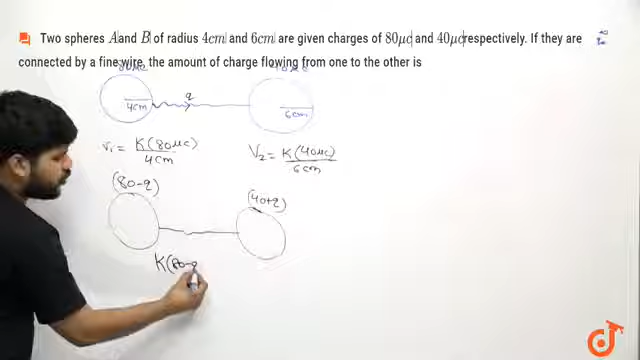 Two spheres A and B of radius 4cm and 6cm are given charges of 80μc and 40μc respectively. If they are
connected by a fine wire, the amount of charge flowing from one to the other is
80μc
q
4cm
6cm
V₁ = K(80μc)/4cm
V₂ = K(40μc)/6cm
(80-q)
(40+q)
K(80-q